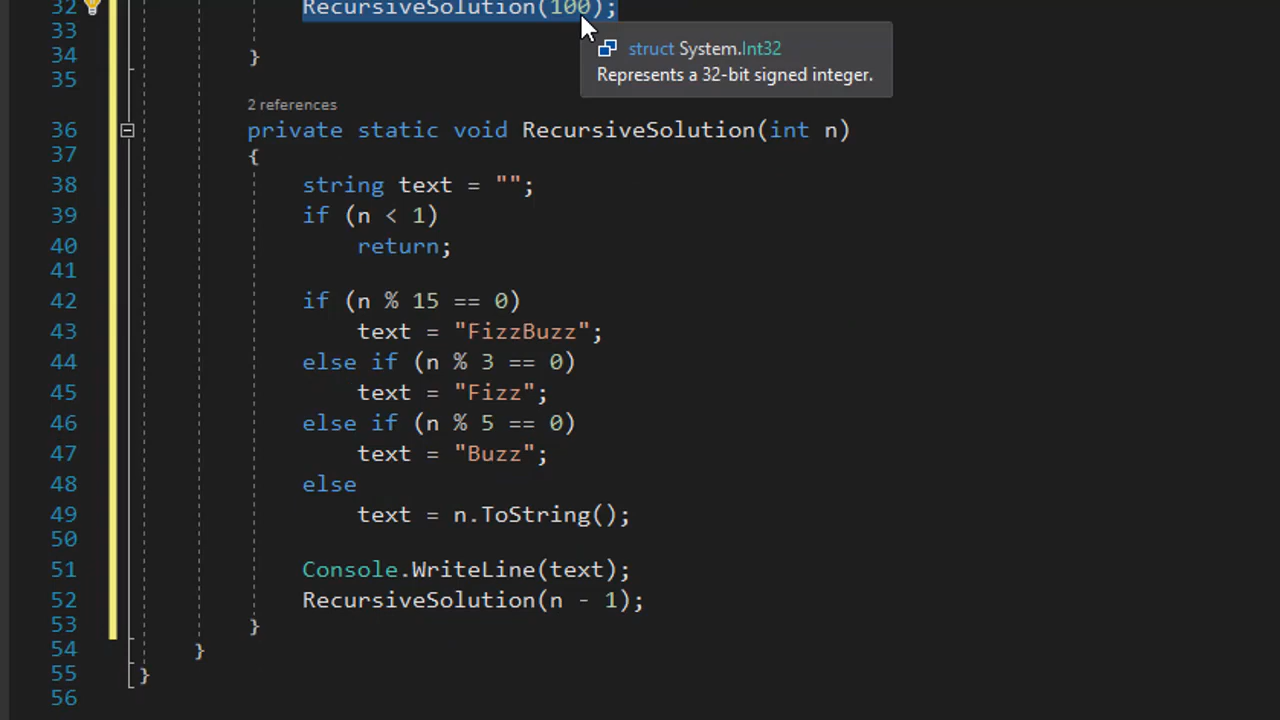 32 RecursiveSolution(100);
33
struct System.Int32
34 }
Represents a 32-bit signed integer.
35
2 references
36 private static void RecursiveSolution(int n)
37 {
38 string text = "";
39 if (n < 1)
40 return;
41
42 if (n % 15 == 0)
43 text = "FizzBuzz";
44 else if (n % 3 == 0)
45 text = "Fizz";
46 else if (n % 5 == 0)
47 text = "Buzz";
48 else
49 text = n.ToString();
50
51 Console.WriteLine(text);
52 RecursiveSolution(n - 1);
53 }
54 }
55 }
56